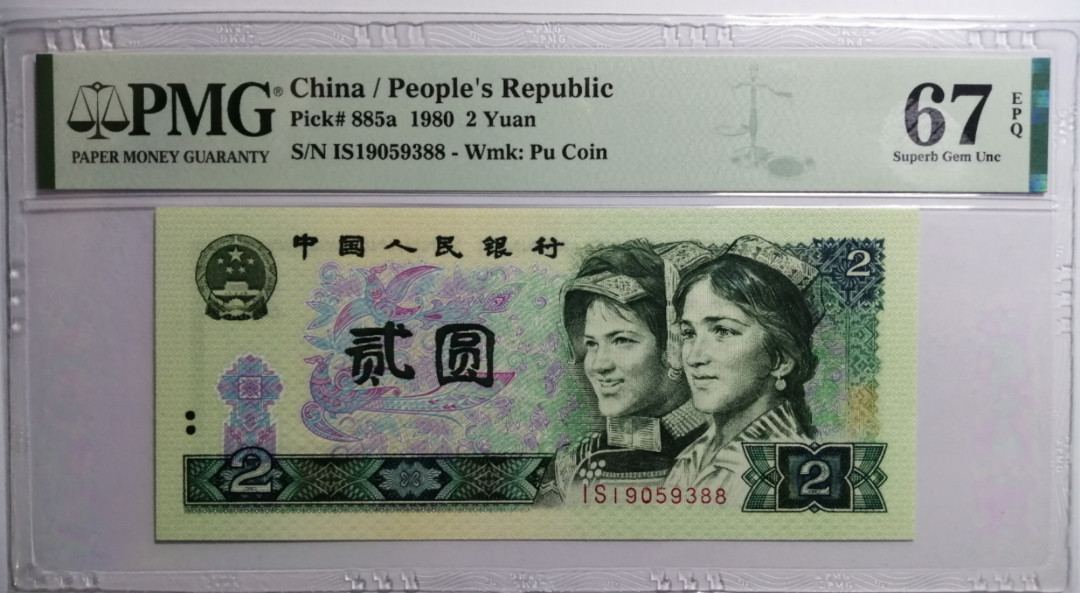 PMG®
PAPER MONEY GUARANTY
China / People's Republic
Pick# 885a 1980 2 Yuan
S/N IS19059388 - Wmk: Pu Coin
67
EPQ
Superb Gem Unc
中国人民银行
2
贰圆
2
IS19059388
2